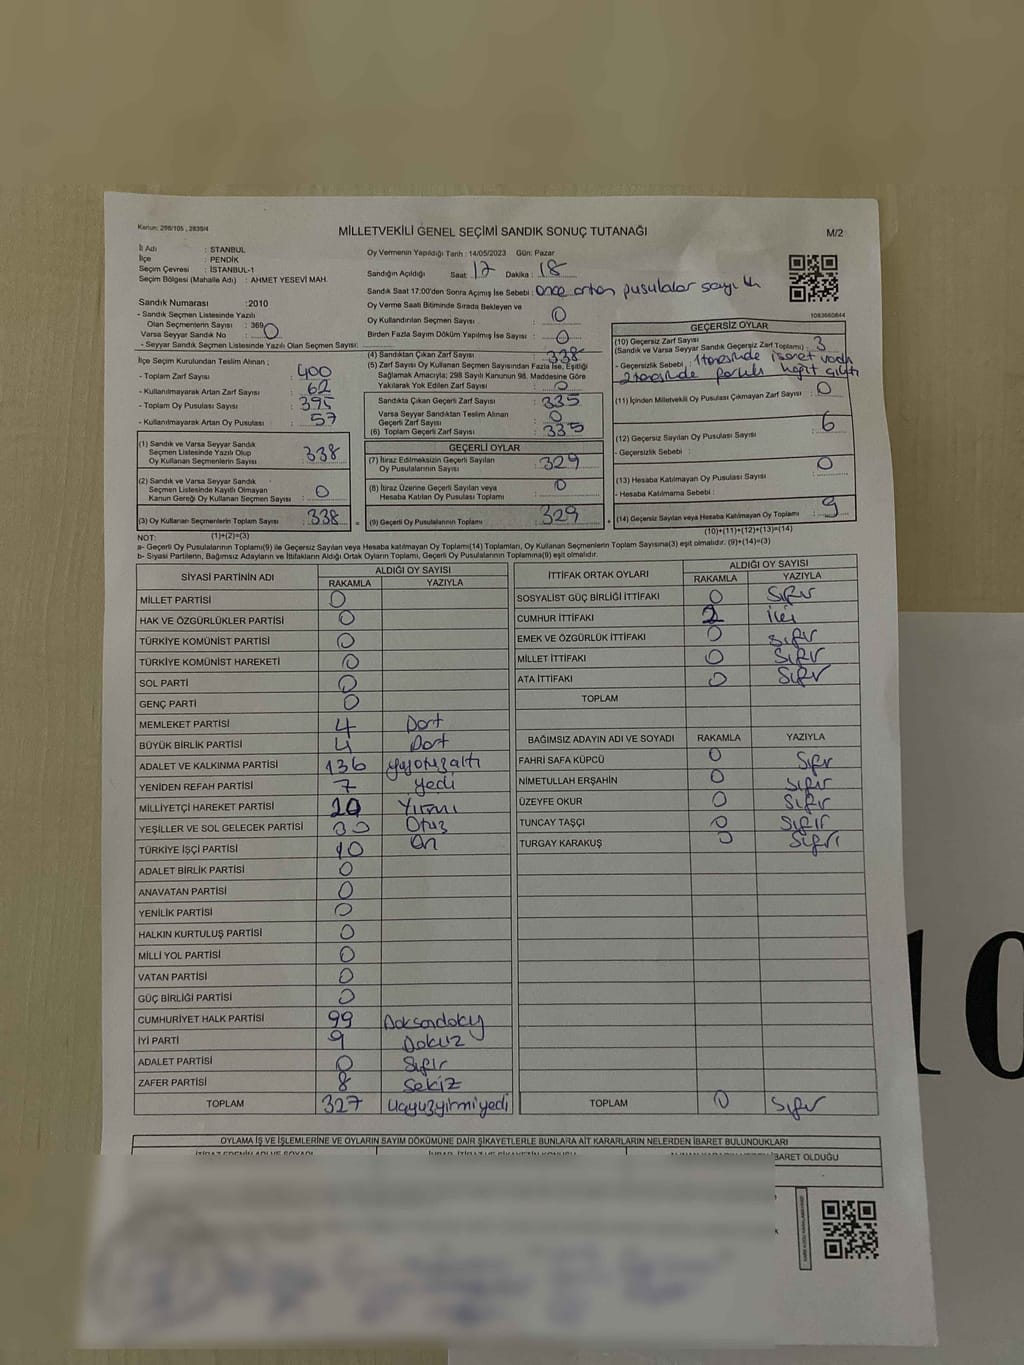 Kanun: 298/105 , 2839/4
MİLLETVEKİLİ GENEL SEÇİMİ SANDIK SONUÇ TUTANAĞI
M/2
İl Adı : STANBUL
İlçe : PENDİK
Seçim Çevresi : İSTANBUL-1
Seçim Bölgesi (Mahalle Adı) : AHMET YESEVİ MAH.
Sandık Numarası :2010
- Sandık Seçmen Listesinde Yazılı
Olan Seçmenlerin Sayısı : 369
Varsa Seyyar Sandık No : 0
- Seyyar Sandık Seçmen Listesinde Yazılı Olan Seçmen Sayısı:
Oy Vermenin Yapıldığı Tarih : 14/05/2023 Gün: Pazar
Sandığın Açıldığı Saat: 17 Dakika : 18
Sandık Saat 17:00'den Sonra Açımış İse Sebebi : önce artan pusulalar
Oy Verme Saati Bitiminde Sırada Bekleyen ve
Oy Kullandırılan Seçmen Sayısı : 0
Birden Fazla Sayım Döküm Yapılmış İse Sayısı : 0
1083660844
İlçe Seçim Kurulundan Teslim Alınan ;
- Toplam Zarf Sayısı : 400
- Kullanılmayarak Artan Zarf Sayısı : 62
- Toplam Oy Pusulası Sayısı : 395
- Kullanılmayarak Artan Oy Pusulası : 57
(4) Sandıktan Çıkan Zarf Sayısı : 338
(5) Zarf Sayısı Oy Kullanan Seçmen Sayısından Fazla İse, Eşitliği
Sağlamak Amacıyla; 298 Sayılı Kanunun 98. Maddesine Göre
Yakılarak Yok Edilen Zarf Sayısı : 0
Sandıkta Çıkan Geçerli Zarf Sayısı : 335
Varsa Seyyar Sandıktan Teslim Alınan
Geçerli Zarf Sayısı : 0
(6) Toplam Geçerli Zarf Sayısı : 335
GEÇERSİZ OYLAR
(10) Geçersiz Zarf Sayısı
(Sandık ve Varsa Seyyar Sandık Geçersiz Zarf Toplamı) : 3
- Geçersizlik Sebebi : 1 tanesinde işaret vardı
2 tanesinde
(11) İçinden Milletvekili Oy Pusulası Çıkmayan Zarf Sayısı : 0
(12) Geçersiz Sayılan Oy Pusulası Sayısı : 6
- Geçersizlik Sebebi :
(13) Hesaba Katılmayan Oy Pusulası Sayısı : 0
- Hesaba Katılmama Sebebi :
(14) Geçersiz Sayılan veya Hesaba Katılmayan Oy Toplamı : 9
(10)+(11)+(12)+(13)=(14)
(1) Sandık ve Varsa Seyyar Sandık
Seçmen Listesinde Yazılı Olup
Oy Kullanan Seçmenlerin Sayısı : 338
(2) Sandık ve Varsa Seyyar Sandık
Seçmen Listesinde Kayıtlı Olmayan
Kanun Gereği Oy Kullanan Seçmen Sayısı : 0
(3) Oy Kullanan Seçmenlerin Toplam Sayısı : 338
(1)+(2)=(3)
GEÇERLİ OYLAR
(7) İtiraz Edilmeksizin Geçerli Sayılan
Oy Pusulalarının Sayısı : 329
(8) İtiraz Üzerine Geçerli Sayılan veya
Hesaba Katılan Oy Pusulası Toplamı : 0
(9) Geçerli Oy Pusulalarının Toplamı : 329
NOT:
a- Geçerli Oy Pusulalarının Toplamı(9) ile Geçersiz Sayılan veya Hesaba katılmayan Oy Toplamı(14) Toplamları, Oy Kullanan Seçmenlerin Toplam Sayısına(3) eşit olmalıdır. (9)+(14)=(3)
b- Siyasi Partilerin, Bağımsız Adayların ve İttifakların Aldığı Ortak Oyların Toplamı, Geçerli Oy Pusulalarının Toplamına(9) eşit olmalıdır.
SİYASİ PARTİNİN ADI ALDIĞI OY SAYISI
RAKAMLA YAZIYLA
MİLLET PARTİSİ 0
HAK VE ÖZGÜRLÜKLER PARTİSİ 0
TÜRKİYE KOMÜNİST PARTİSİ 0
TÜRKİYE KOMÜNİST HAREKETİ 0
SOL PARTİ 0
GENÇ PARTİ 0
MEMLEKET PARTİSİ 4 Dört
BÜYÜK BİRLİK PARTİSİ 4 Dört
ADALET VE KALKINMA PARTİSİ 136 yüzotuzaltı
YENİDEN REFAH PARTİSİ 7 yedi
MİLLİYETÇİ HAREKET PARTİSİ 20 Yirmi
YEŞİLLER VE SOL GELECEK PARTİSİ 30 Otuz
TÜRKİYE İŞÇİ PARTİSİ 10 On
ADALET BİRLİK PARTİSİ 0
ANAVATAN PARTİSİ 0
YENİLİK PARTİSİ 0
HALKIN KURTULUŞ PARTİSİ 0
MİLLİ YOL PARTİSİ 0
VATAN PARTİSİ 0
GÜÇ BİRLİĞİ PARTİSİ 0
CUMHURİYET HALK PARTİSİ 99 Doksandokuz
İYİ PARTİ 9 Dokuz
ADALET PARTİSİ 0 Sıfır
ZAFER PARTİSİ 8 Sekiz
TOPLAM 327 üçyüzyirmiyedi
İTTİFAK ORTAK OYLARI ALDIĞI OY SAYISI
RAKAMLA YAZIYLA
SOSYALİST GÜÇ BİRLİĞİ İTTİFAKI 0 Sıfır
CUMHUR İTTİFAKI 2 iki
EMEK VE ÖZGÜRLÜK İTTİFAKI 0 Sıfır
MİLLET İTTİFAKI 0 Sıfır
ATA İTTİFAKI 0 Sıfır
TOPLAM
BAĞIMSIZ ADAYIN ADI VE SOYADI RAKAMLA YAZIYLA
FAHRİ SAFA KÜPCÜ 0 Sıfır
NİMETULLAH ERŞAHİN 0 Sıfır
ÜZEYFE OKUR 0 Sıfır
TUNCAY TAŞÇI 0 Sıfır
TURGAY KARAKUŞ 0 Sıfır
TOPLAM 0 Sıfır
OYLAMA İŞ VE İŞLEMLERİNE VE OYLARIN SAYIM DÖKÜMÜNE DAİR ŞİKAYETLERLE BUNLARA AİT KARARLARIN NELERDEN İBARET BULUNDUKLARI
İBARET OLDUĞU
10